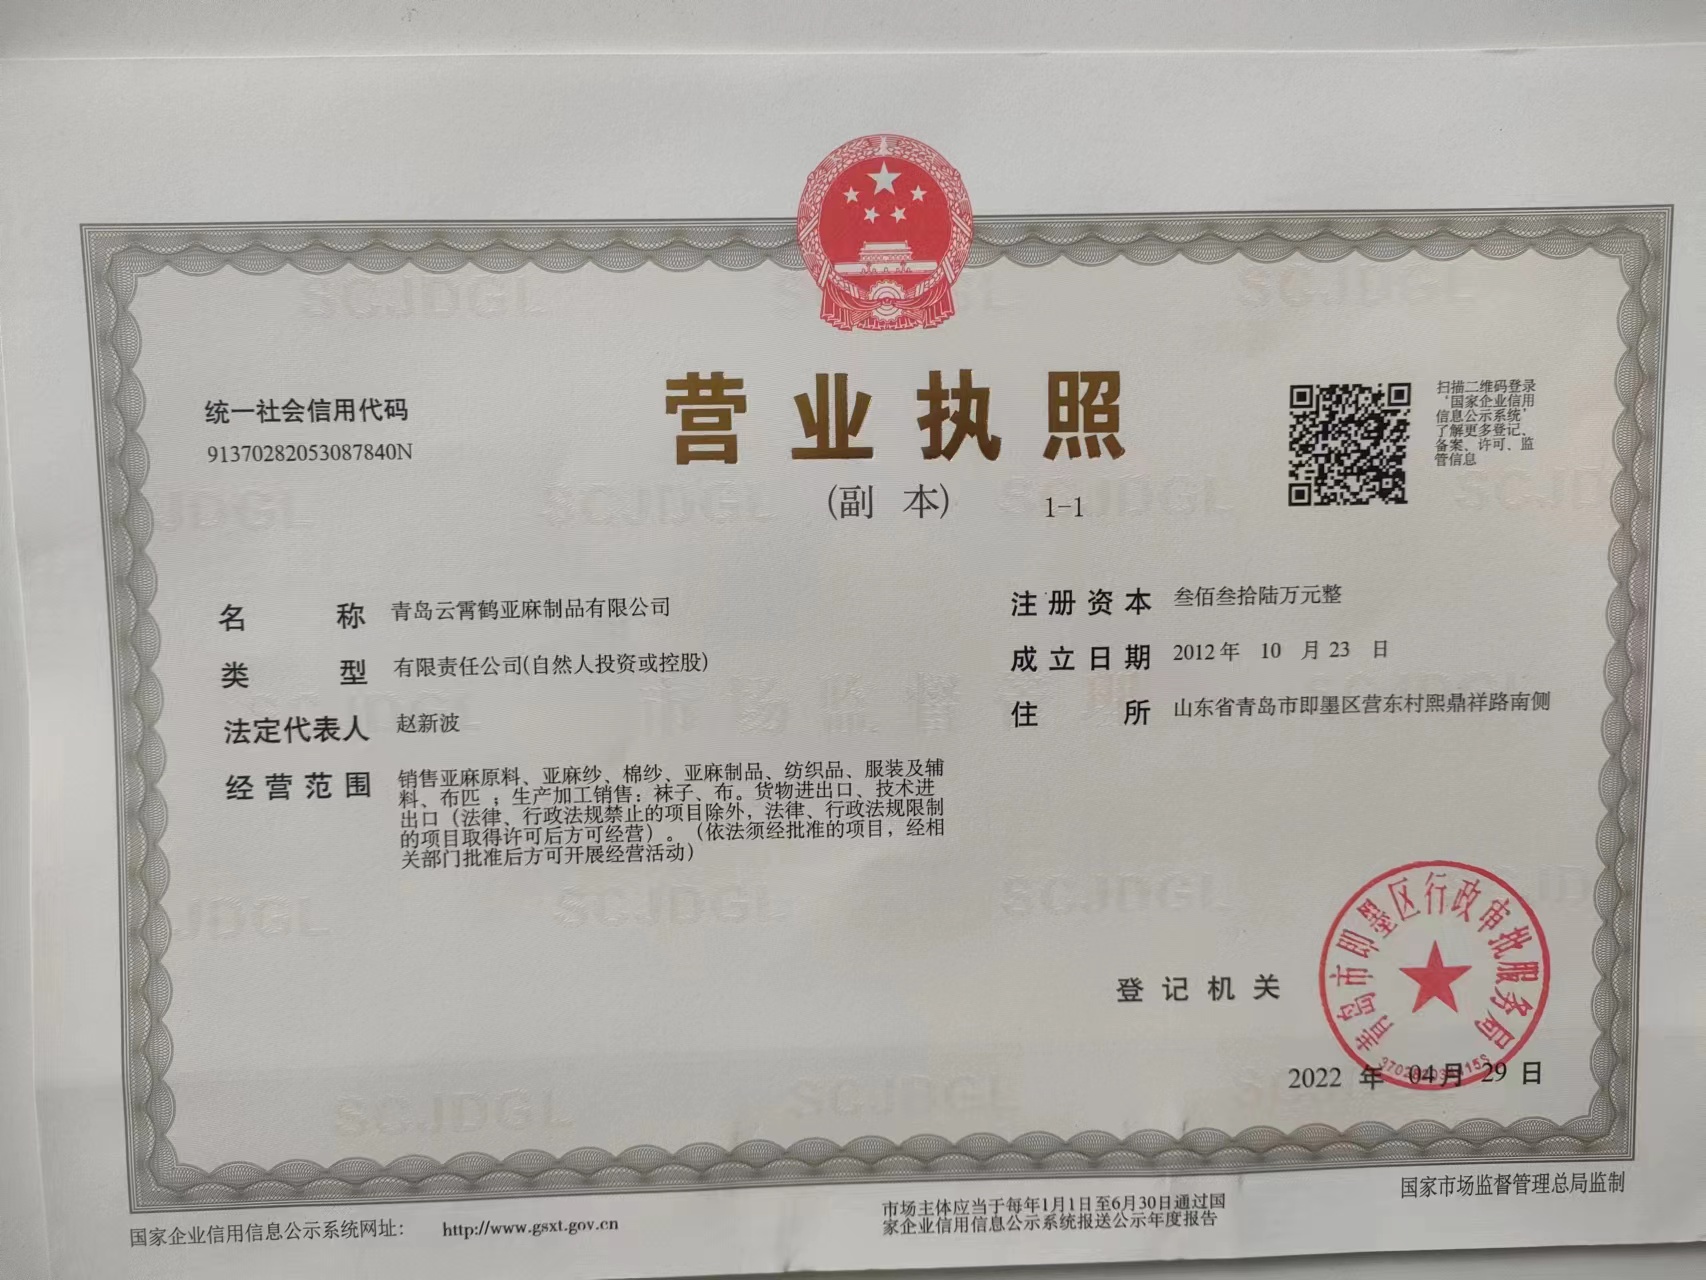 营业执照
(副 本) 1-1
统一社会信用代码
91370282053087840N
扫描二维码登录
'国家企业信用
信息公示系统'
了解更多登记、
备案、许可、监
管信息
名 称 青岛云霄鹤亚麻制品有限公司
类 型 有限责任公司(自然人投资或控股)
法定代表人 赵新波
经营范围 销售亚麻原料、亚麻纱、棉纱、亚麻制品、纺织品、服装及辅
料、布匹 ；生产加工销售：袜子、布。货物进出口、技术进
出口（法律、行政法规禁止的项目除外，法律、行政法规限制
的项目取得许可后方可经营）。（依法须经批准的项目，经相
关部门批准后方可开展经营活动）
注册资本 叁佰叁拾陆万元整
成立日期 2012 年 10 月 23 日
住 所 山东省青岛市即墨区营东村熙鼎祥路南侧
登记机关
青岛市即墨区行政审批服务局
2022 年 04 月 29 日
国家企业信用信息公示系统网址： http://www.gsxt.gov.cn
市场主体应当于每年1月1日至6月30日通过国
家企业信用信息公示系统报送公示年度报告
国家市场监督管理总局监制
SCJDGL
市场监督管理